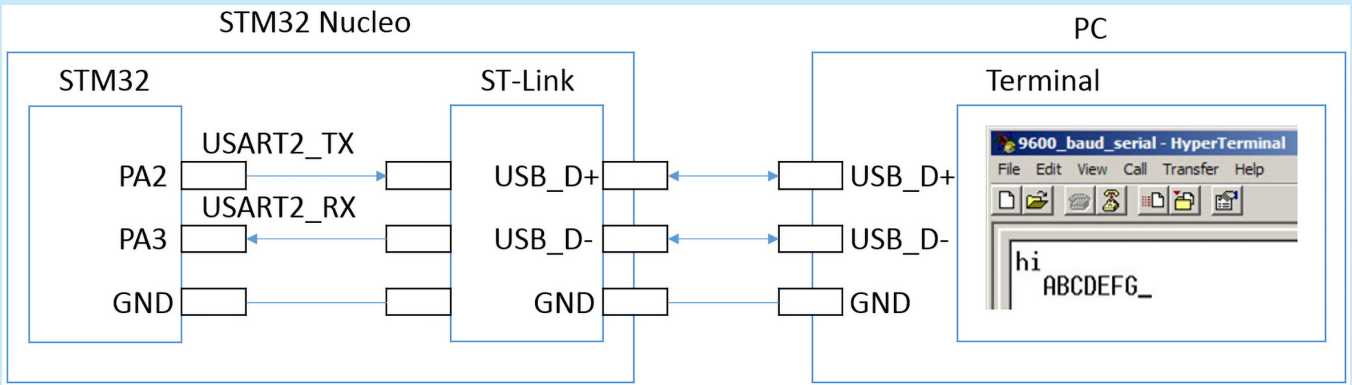 STM32 Nucleo
PC
STM32
ST-Link
Terminal
USART2_TX
PA2
USB_D+
USB_D+
USART2_RX
PA3
USB_D-
USB_D-
GND
GND
GND
9600_baud_serial - HyperTerminal
File Edit View Call Transfer Help
hi
ABCDEFG_